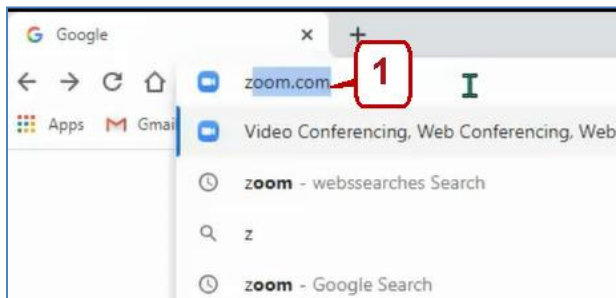 Google
zoom.com
1
Apps Gmai
Video Conferencing, Web Conferencing, Web
zoom - webssearches Search
z
zoom - Google Search